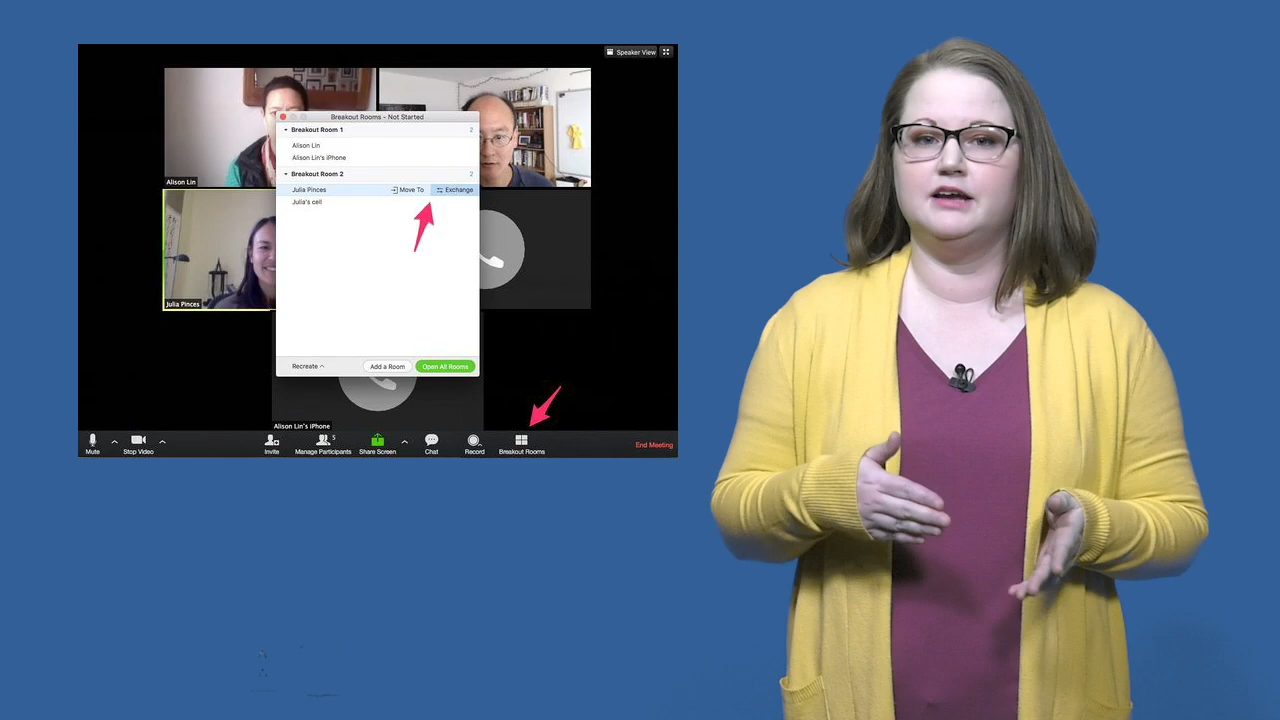 Speaker View
Breakout Rooms - Not Started
Breakout Room 1 2
Alison Lin
Alison Lin's iPhone
Breakout Room 2 2
Julia Pinces Move To Exchange
Julia's cell
Recreate Add a Room Open All Rooms
Alison Lin
Julia Pinces
Alison Lin's iPhone
5
Mute Stop Video Invite Manage Participants Share Screen Chat Record Breakout Rooms End Meeting